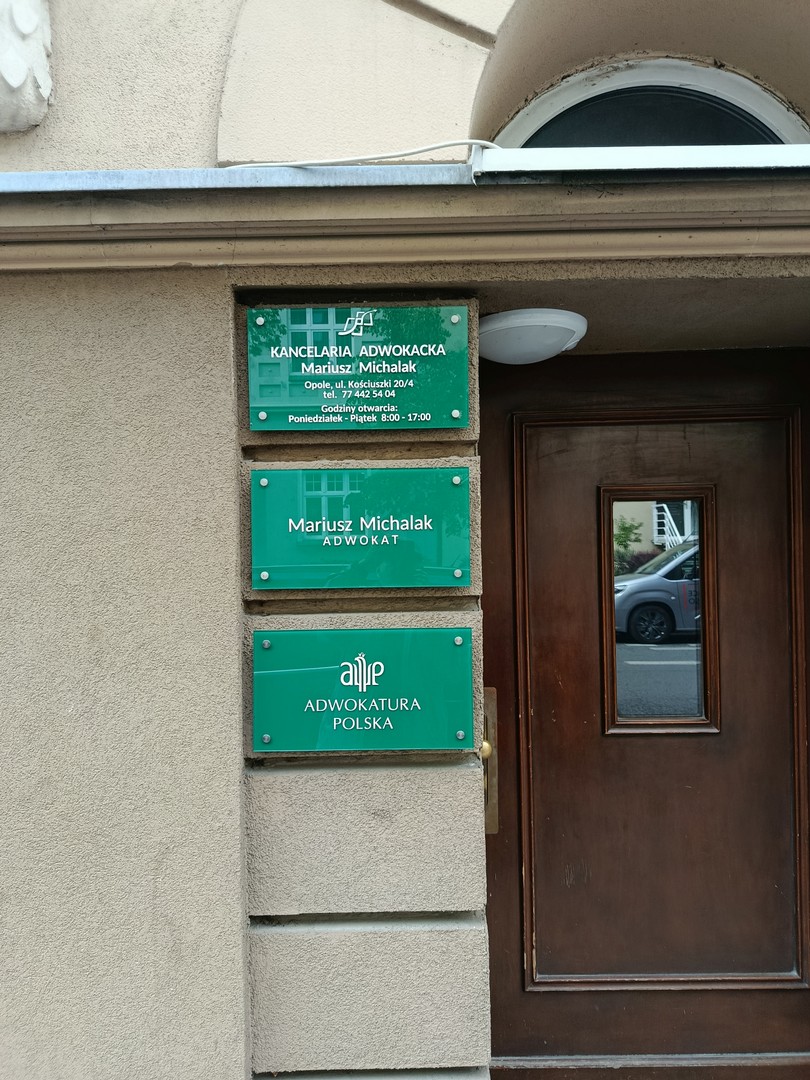 KANCELARIA ADWOKACKA
Mariusz Michalak
Opole, ul. Kościuszki 20/4
tel. 77 442 54 04
Godziny otwarcia:
Poniedziałek - Piątek 8:00 - 17:00
Mariusz Michalak
ADWOKAT
ADWOKATURA
POLSKA